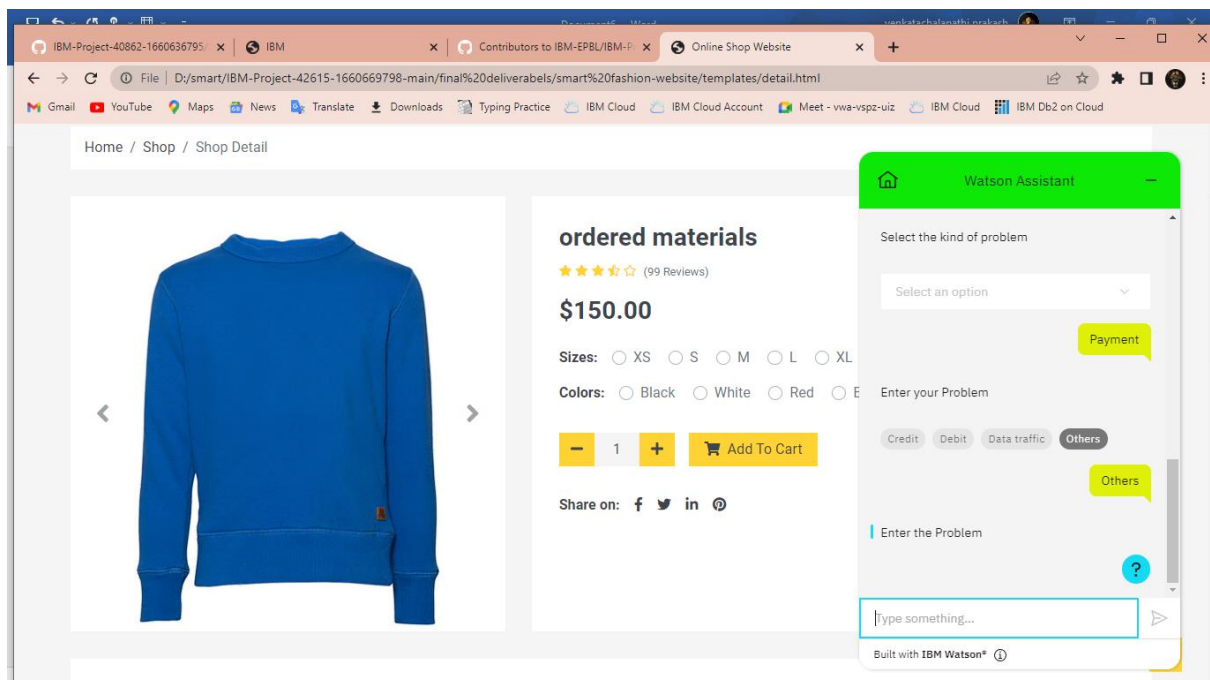 venkatachalapathi prakash
IBM-Project-40862-1660636795/
IBM
Contributors to IBM-EPBL/IBM-P
Online Shop Website
File | D:/smart/IBM-Project-42615-1660669798-main/final%20deliverabels/smart%20fashion-website/templates/detail.html
Gmail YouTube Maps News Translate Downloads Typing Practice IBM Cloud IBM Cloud Account Meet - vwa-vspz-uiz IBM Cloud IBM Db2 on Cloud
Home / Shop / Shop Detail
ordered materials
(99 Reviews)
$150.00
Sizes: XS S M L XL
Colors: Black White Red
1
Add To Cart
Share on:
Watson Assistant
Select the kind of problem
Select an option
Payment
Enter your Problem
Credit Debit Data traffic Others
Others
Enter the Problem
?
Type something...
Built with IBM Watson®